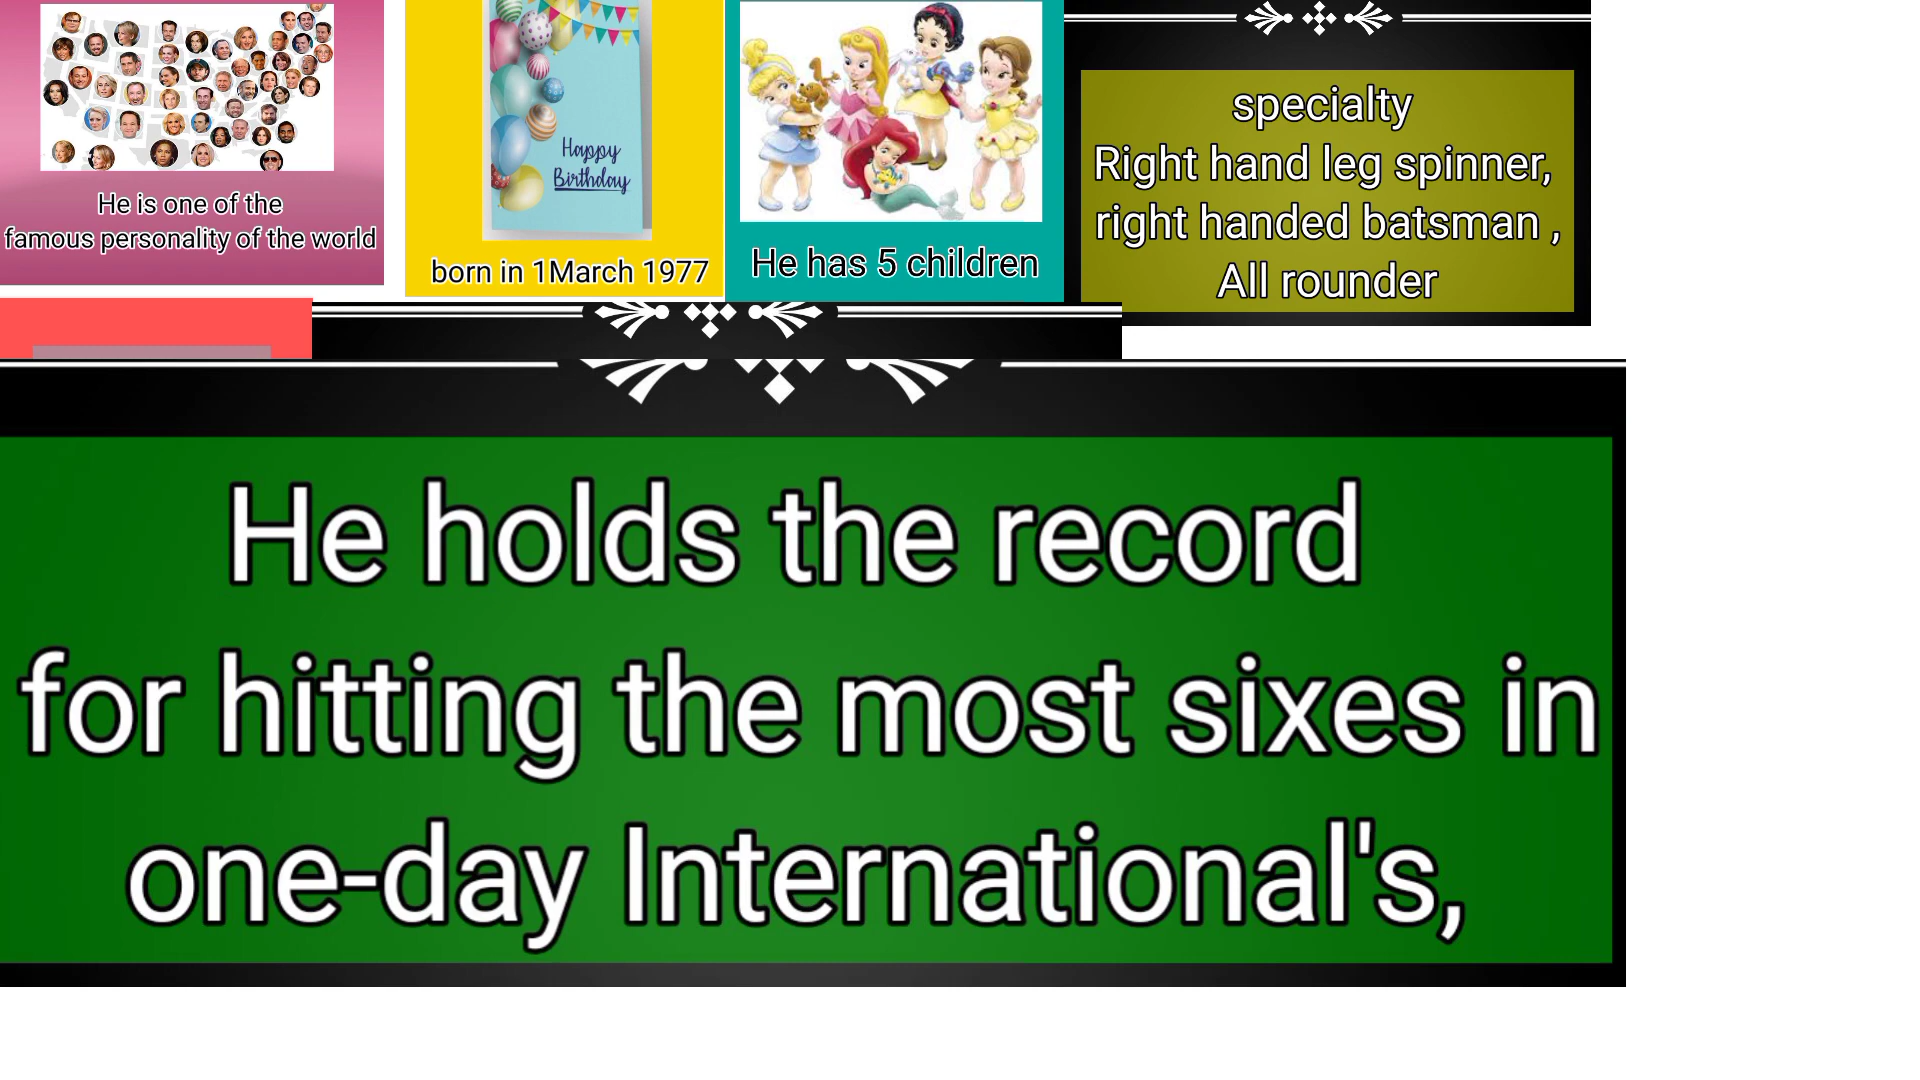 He is one of the
famous personality of the world
Happy
Birthday
born in 1March 1977
He has 5 children
specialty
Right hand leg spinner,
right handed batsman ,
All rounder
He holds the record
for hitting the most sixes in
one-day International's,